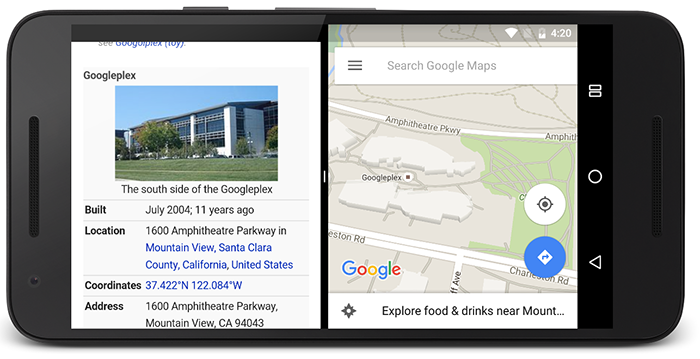 see Googolplex (toy).
Googleplex
The south side of the Googleplex
Built July 2004; 11 years ago
Location 1600 Amphitheatre Parkway in
Mountain View, Santa Clara
County, California, United States
Coordinates 37.422°N 122.084°W
Address 1600 Amphitheatre Parkway,
Mountain View, CA 94043
4:20
Search Google Maps
Amphitheatre Pkwy
Amphith
Googleplex
C
eston Rd
Charleston Rd
ff Ave
Google
Explore food & drinks near Mount...